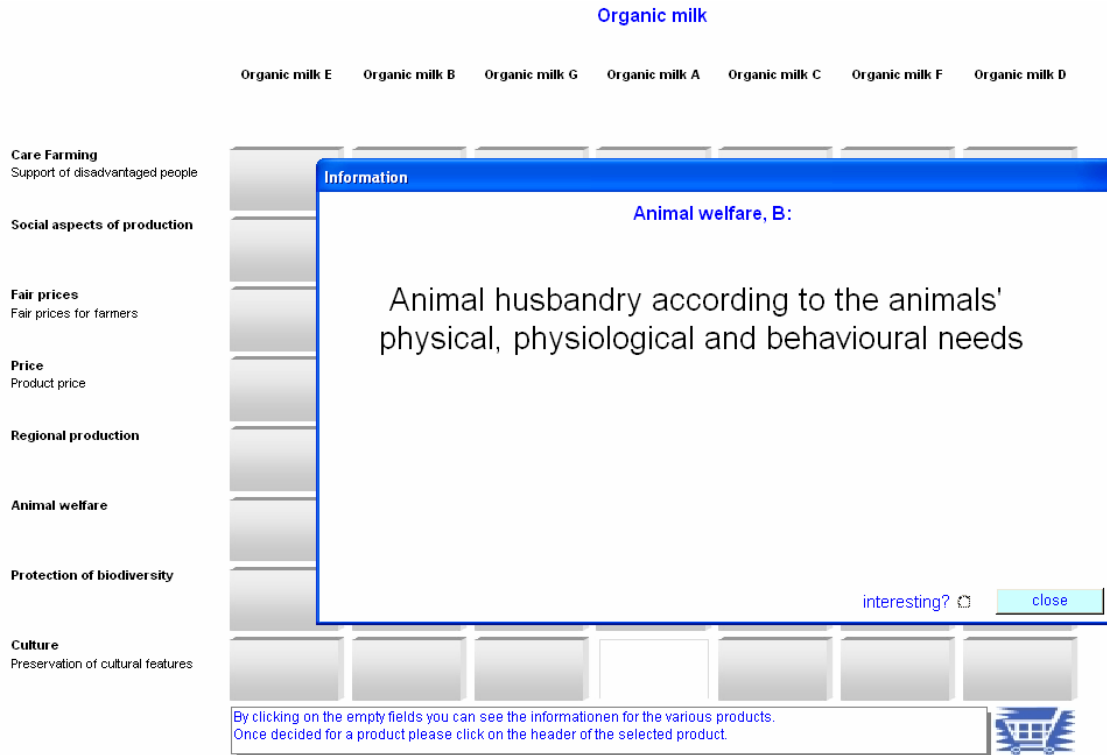 Organic milk
Organic milk E Organic milk B Organic milk G Organic milk A Organic milk C Organic milk F Organic milk D
Care Farming
Support of disadvantaged people
Information
Animal welfare, B:
Social aspects of production
Animal husbandry according to the animals'
physical, physiological and behavioural needs
Fair prices
Fair prices for farmers
Price
Product price
Regional production
Animal welfare
Protection of biodiversity
interesting? close
Culture
Preservation of cultural features
By clicking on the empty fields you can see the informationen for the various products.
Once decided for a product please click on the header of the selected product.